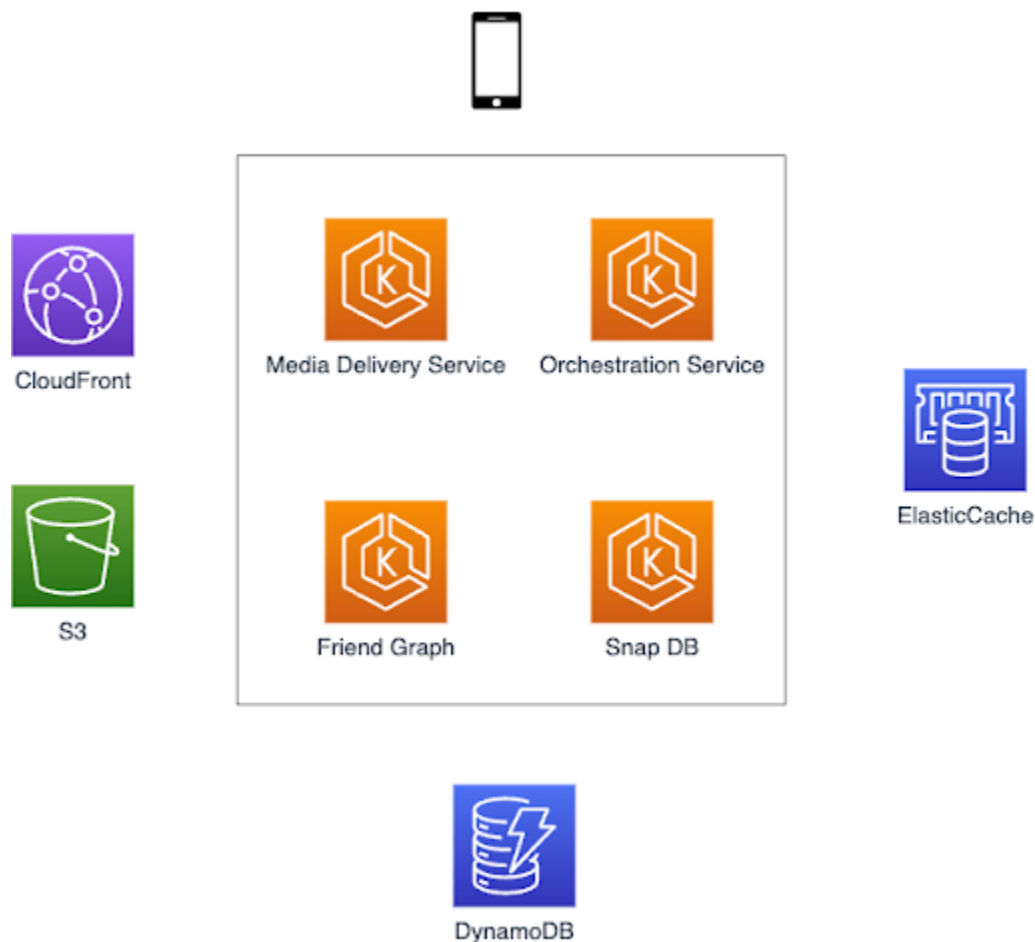 CloudFront
Media Delivery Service
Orchestration Service
ElasticCache
S3
Friend Graph
Snap DB
DynamoDB
K
K
K
K